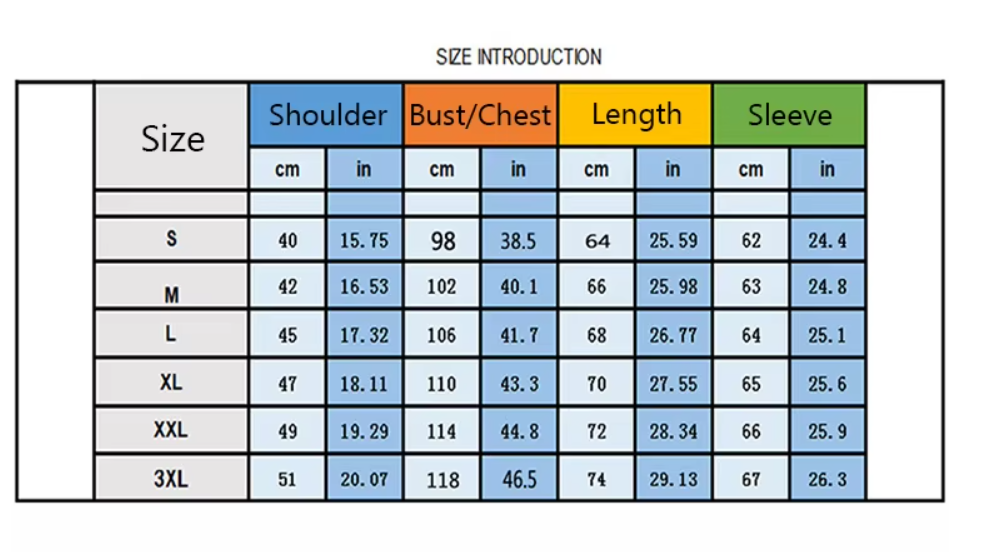 SIZE INTRODUCTION
Size Shoulder Bust/Chest Length Sleeve
cm in cm in cm in cm in
S 40 15.75 98 38.5 64 25.59 62 24.4
M 42 16.53 102 40.1 66 25.98 63 24.8
L 45 17.32 106 41.7 68 26.77 64 25.1
XL 47 18.11 110 43.3 70 27.55 65 25.6
XXL 49 19.29 114 44.8 72 28.34 66 25.9
3XL 51 20.07 118 46.5 74 29.13 67 26.3